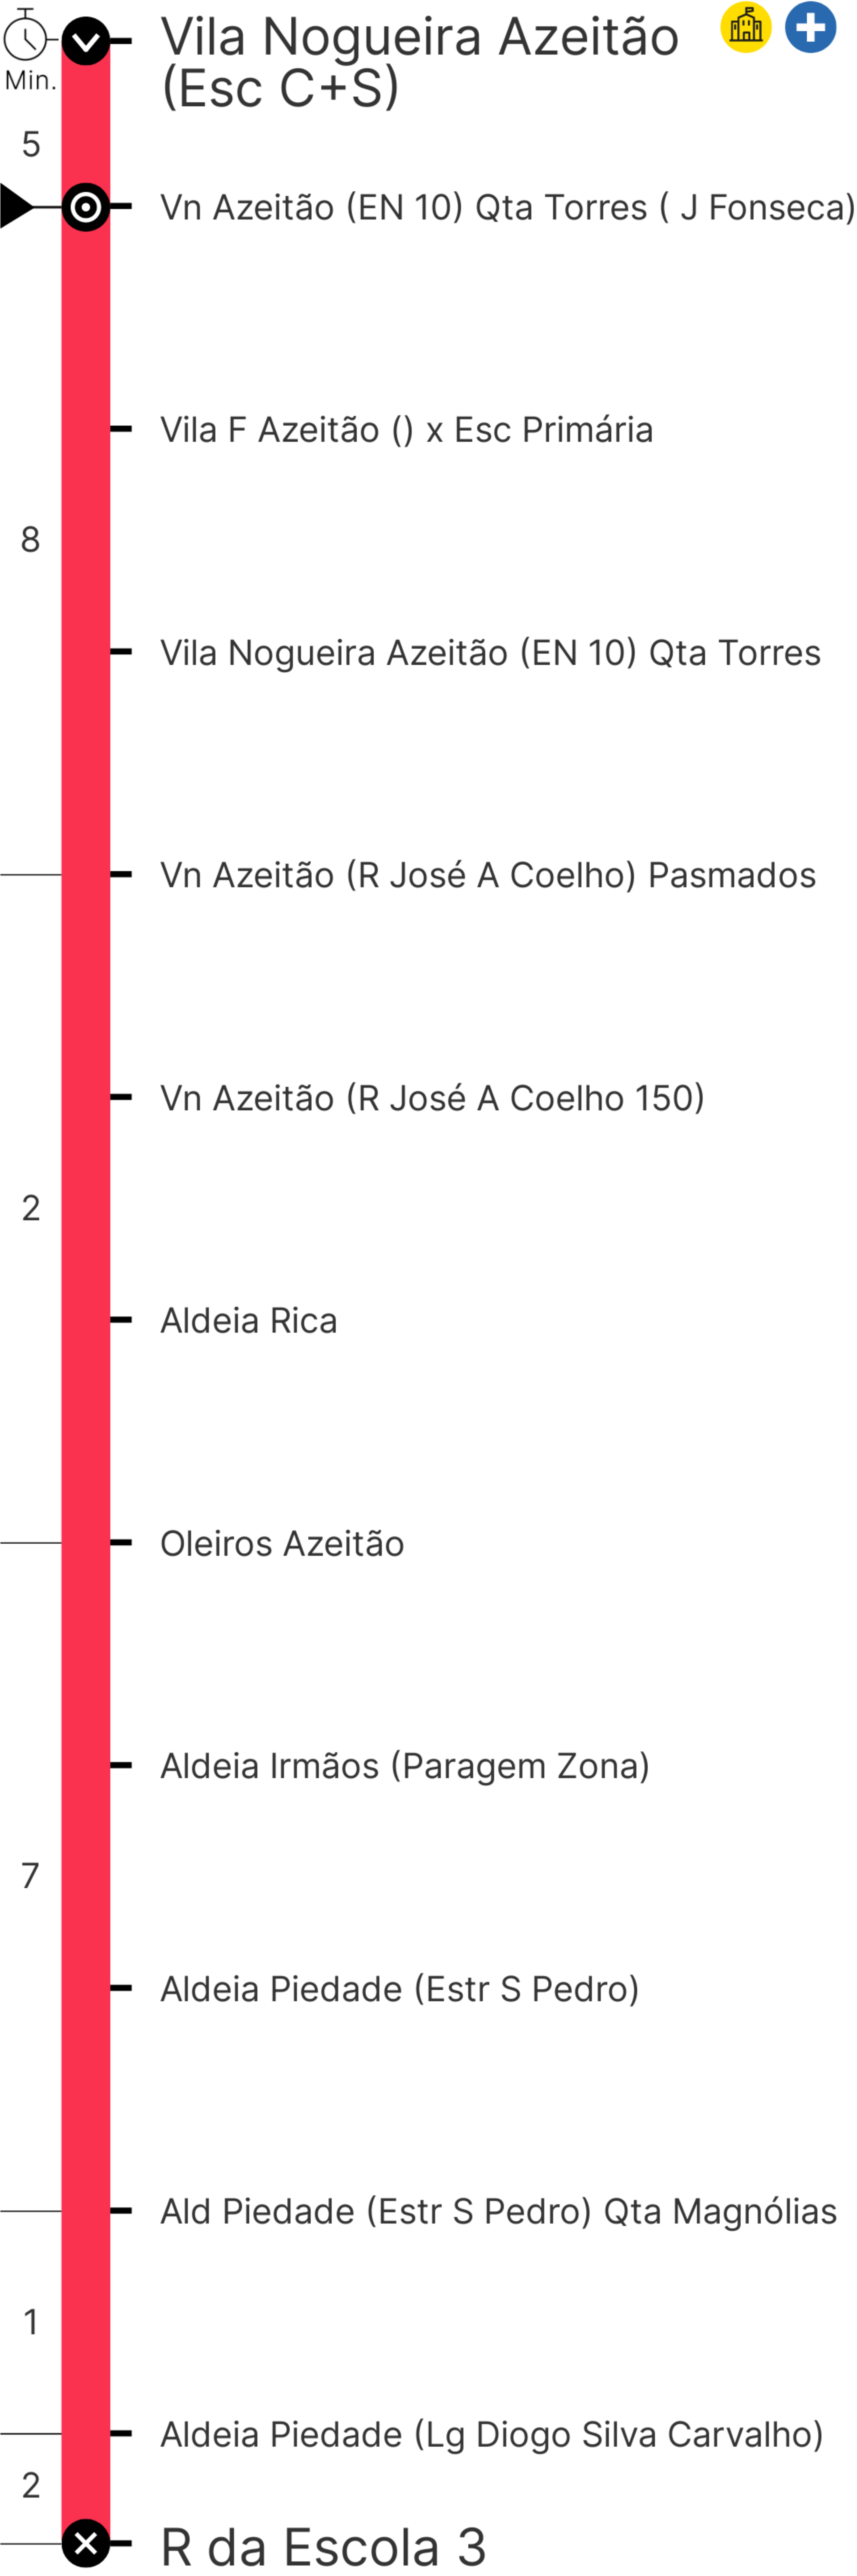 Vila Nogueira Azeitão
(Esc C+S)
Min.
5
Vn Azeitão (EN 10) Qta Torres ( J Fonseca)
Vila F Azeitão () x Esc Primária
8
Vila Nogueira Azeitão (EN 10) Qta Torres
Vn Azeitão (R José A Coelho) Pasmados
Vn Azeitão (R José A Coelho 150)
2
Aldeia Rica
Oleiros Azeitão
Aldeia Irmãos (Paragem Zona)
7
Aldeia Piedade (Estr S Pedro)
Ald Piedade (Estr S Pedro) Qta Magnólias
1
Aldeia Piedade (Lg Diogo Silva Carvalho)
2
R da Escola 3